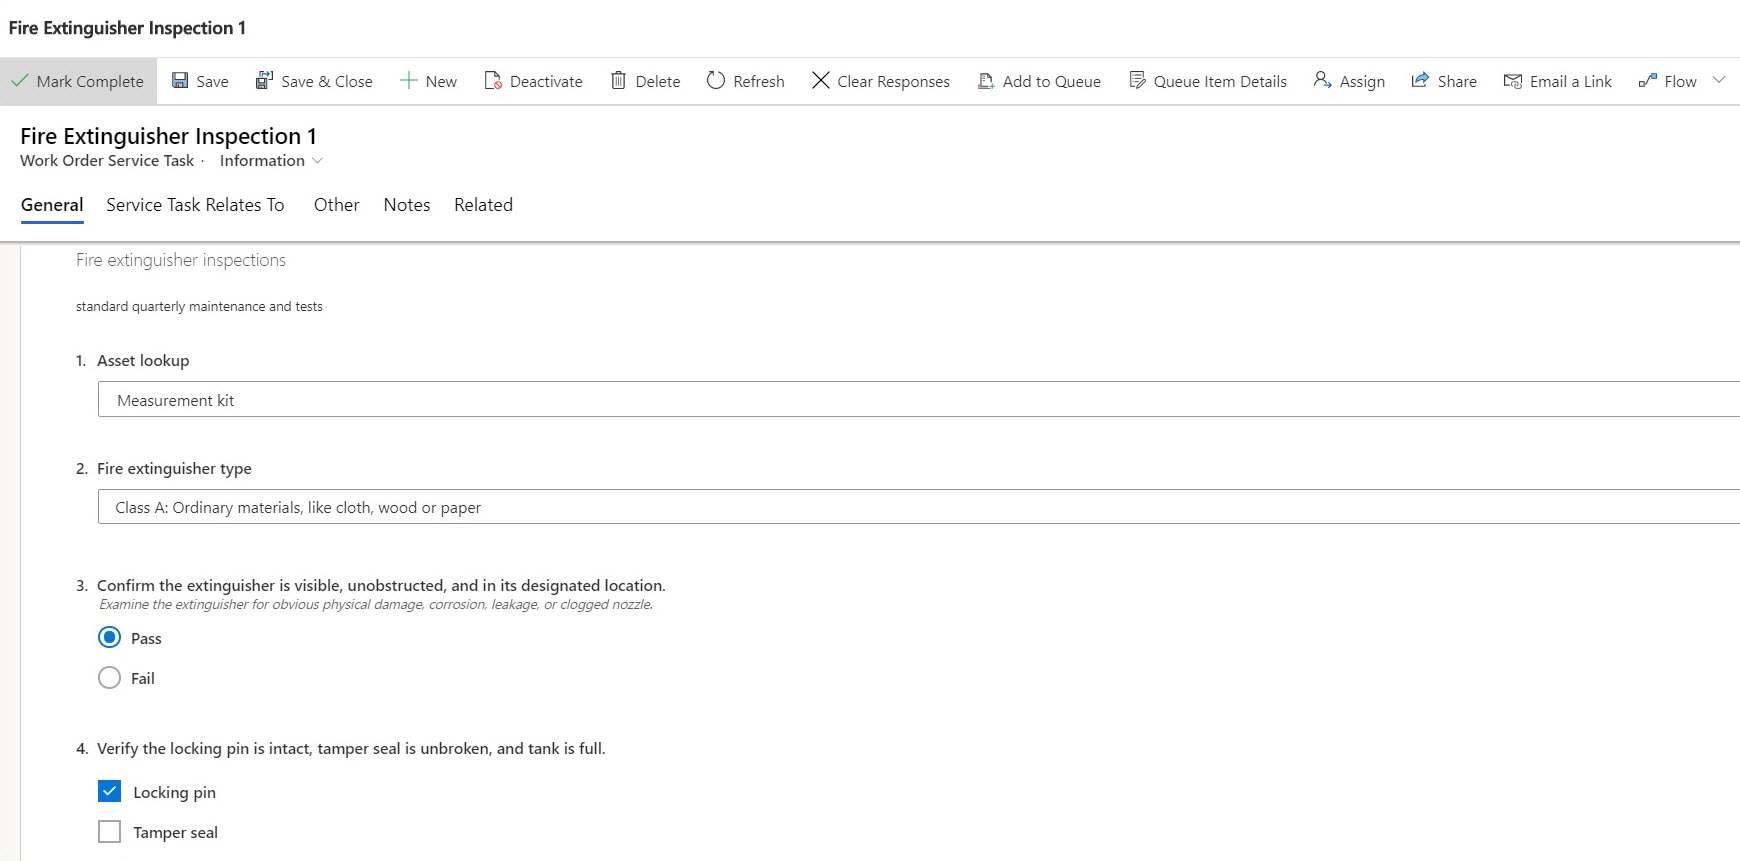 Fire Extinguisher Inspection 1
Mark Complete Save Save & Close New Deactivate Delete Refresh Clear Responses Add to Queue Queue Item Details Assign Share Email a Link Flow
Fire Extinguisher Inspection 1
Work Order Service Task · Information
General Service Task Relates To Other Notes Related
Fire extinguisher inspections
standard quarterly maintenance and tests
1. Asset lookup
Measurement kit
2. Fire extinguisher type
Class A: Ordinary materials, like cloth, wood or paper
3. Confirm the extinguisher is visible, unobstructed, and in its designated location.
Examine the extinguisher for obvious physical damage, corrosion, leakage, or clogged nozzle.
Pass
Fail
4. Verify the locking pin is intact, tamper seal is unbroken, and tank is full.
Locking pin
Tamper seal